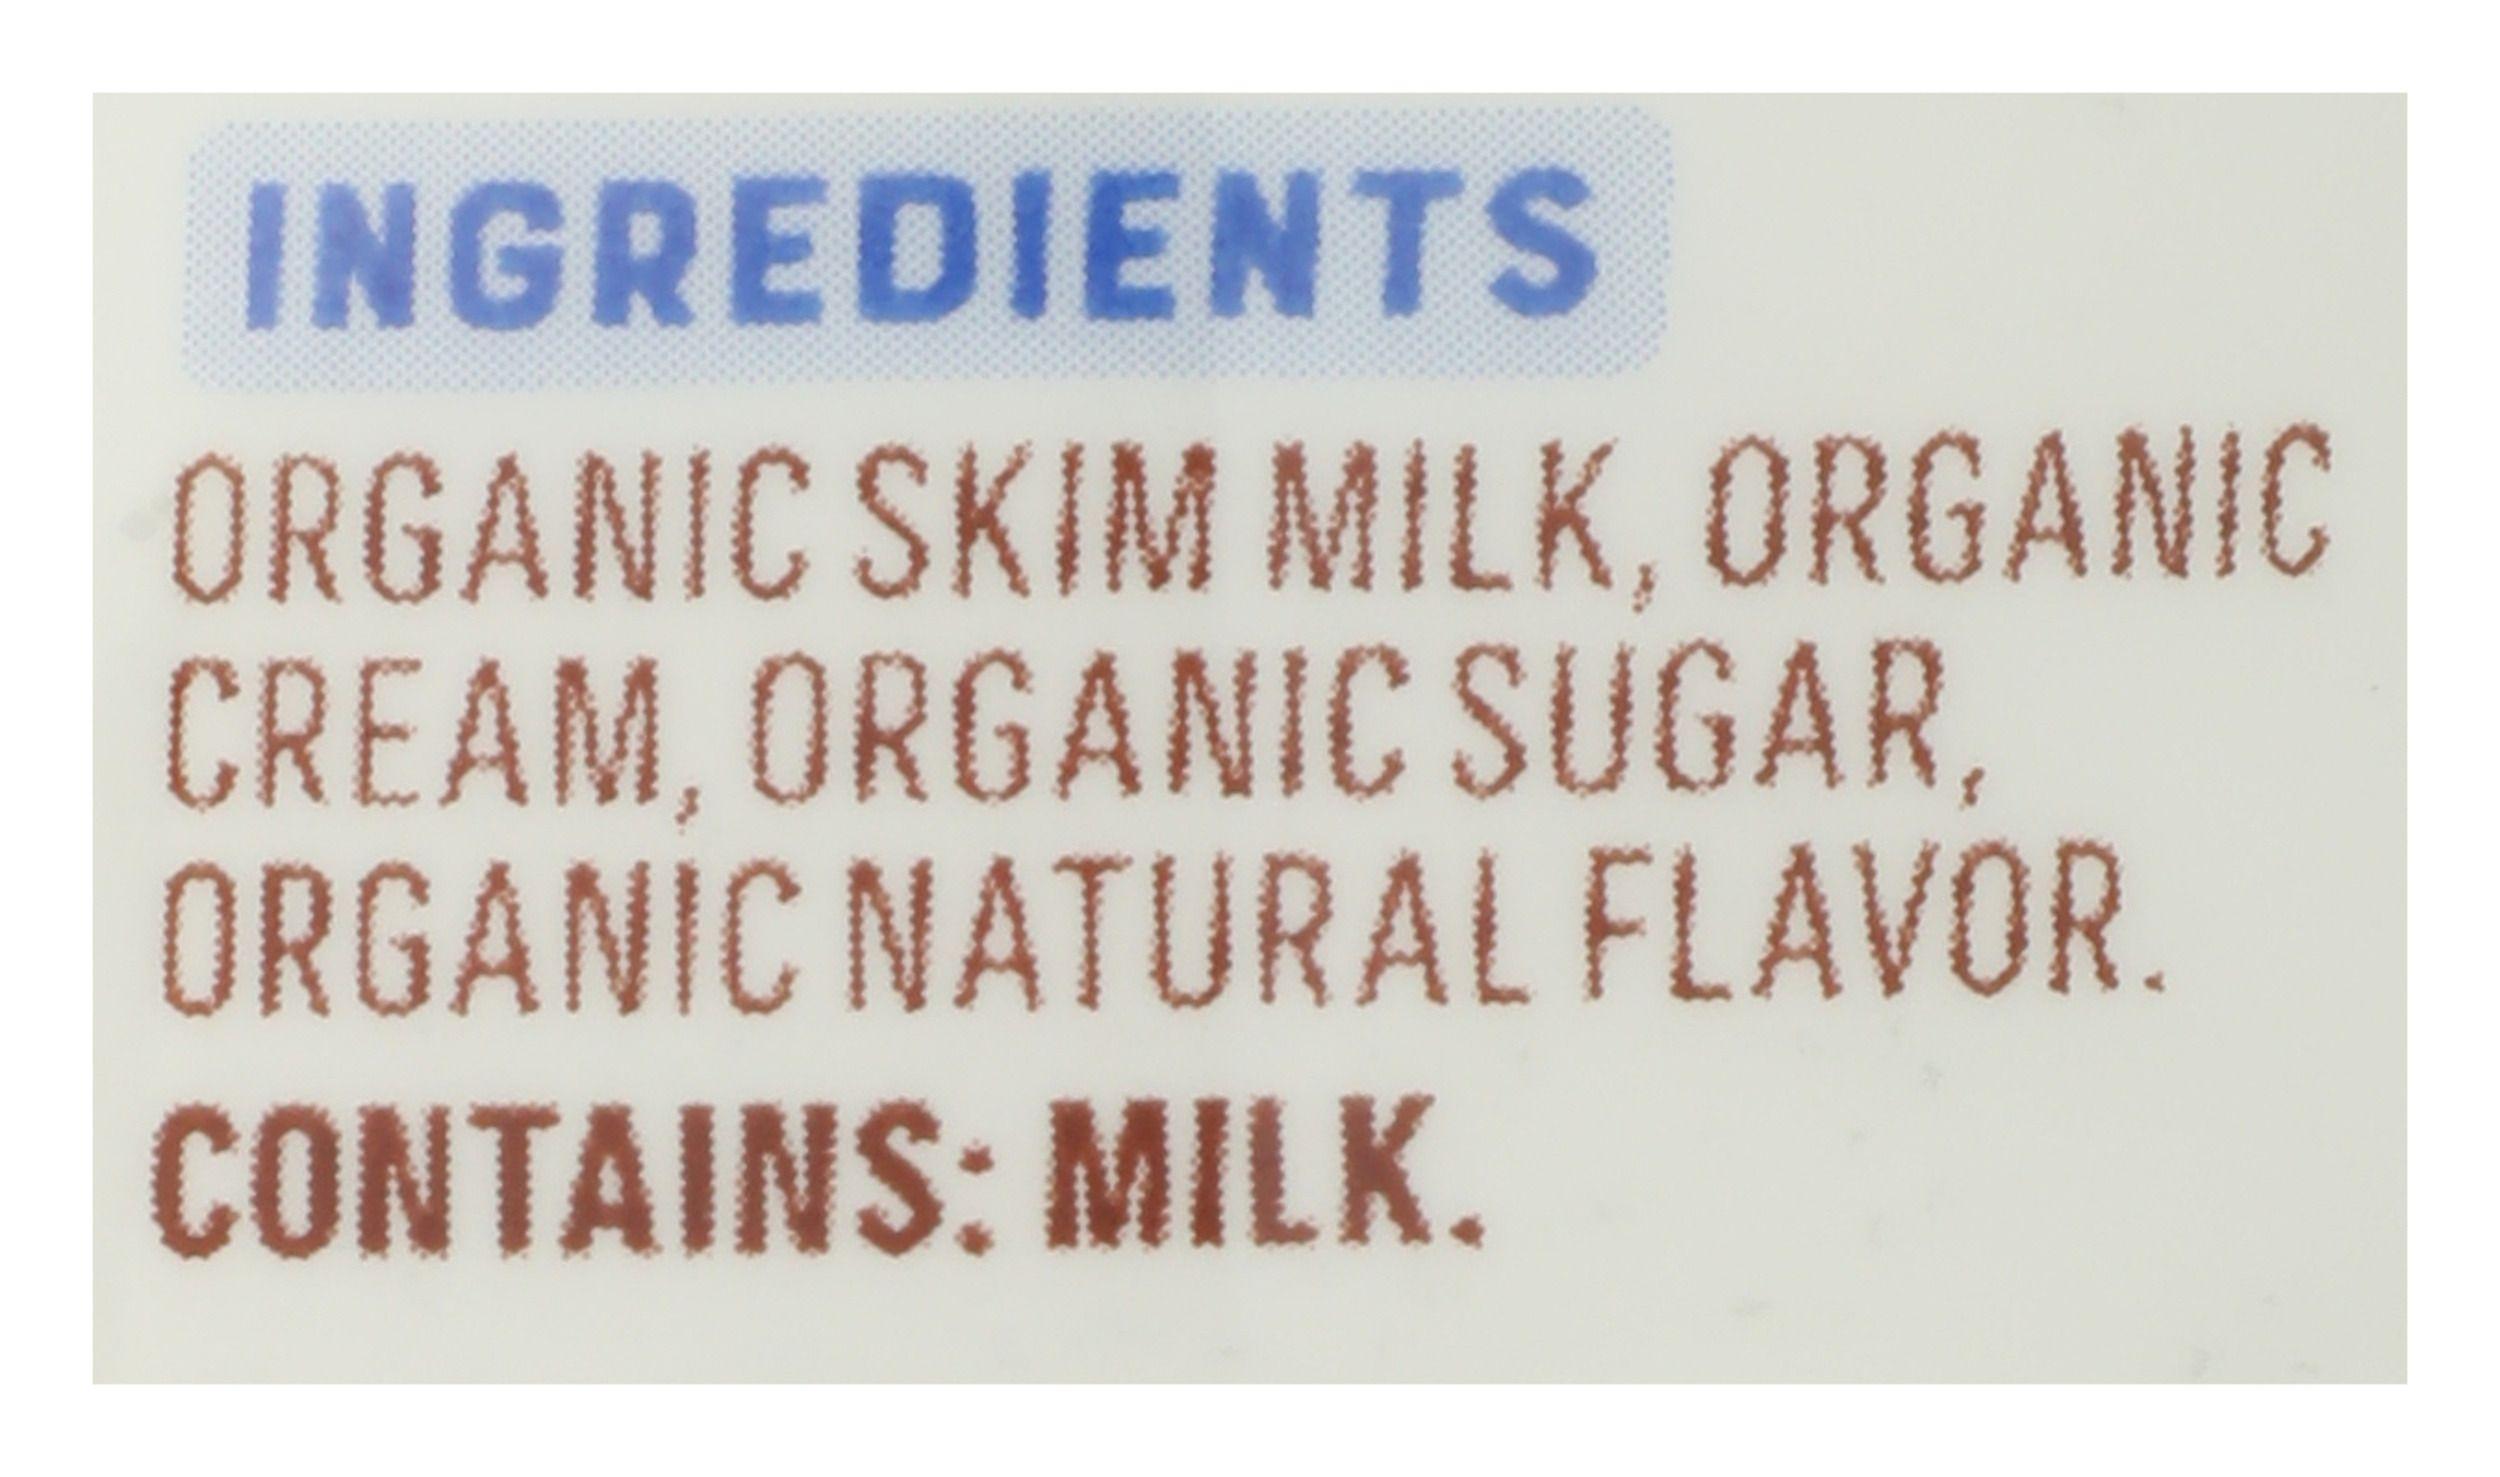 INGREDIENTS
ORGANIC SKIM MILK, ORGANIC
CREAM, ORGANIC SUGAR,
ORGANIC NATURAL FLAVOR.
CONTAINS: MILK.